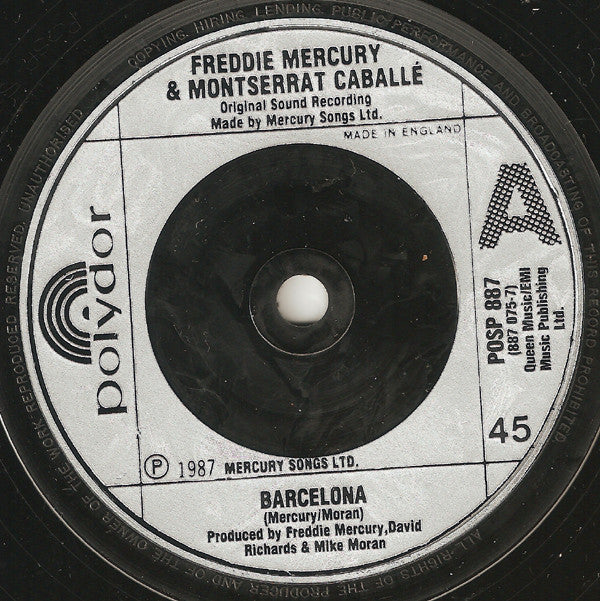 COPYING, HIRING, LENDING, PUBLIC PERFORMANCE AND BROADCASTING OF THIS RECORD PROHIBITED.
ALL RIGHTS OF THE PRODUCER AND OF THE OWNER OF THE WORK REPRODUCED RESERVED. UNAUTHORISED
FREDDIE MERCURY
& MONTSERRAT CABALLÉ
Original Sound Recording
Made by Mercury Songs Ltd.
MADE IN ENGLAND
A
polydor
POSP 887
(887 075-7)
Queen Music/EMI
Music Publishing
Ltd.
45
Ⓟ 1987 MERCURY SONGS LTD.
BARCELONA
(Mercury/Moran)
Produced by Freddie Mercury,David
Richards & Mike Moran